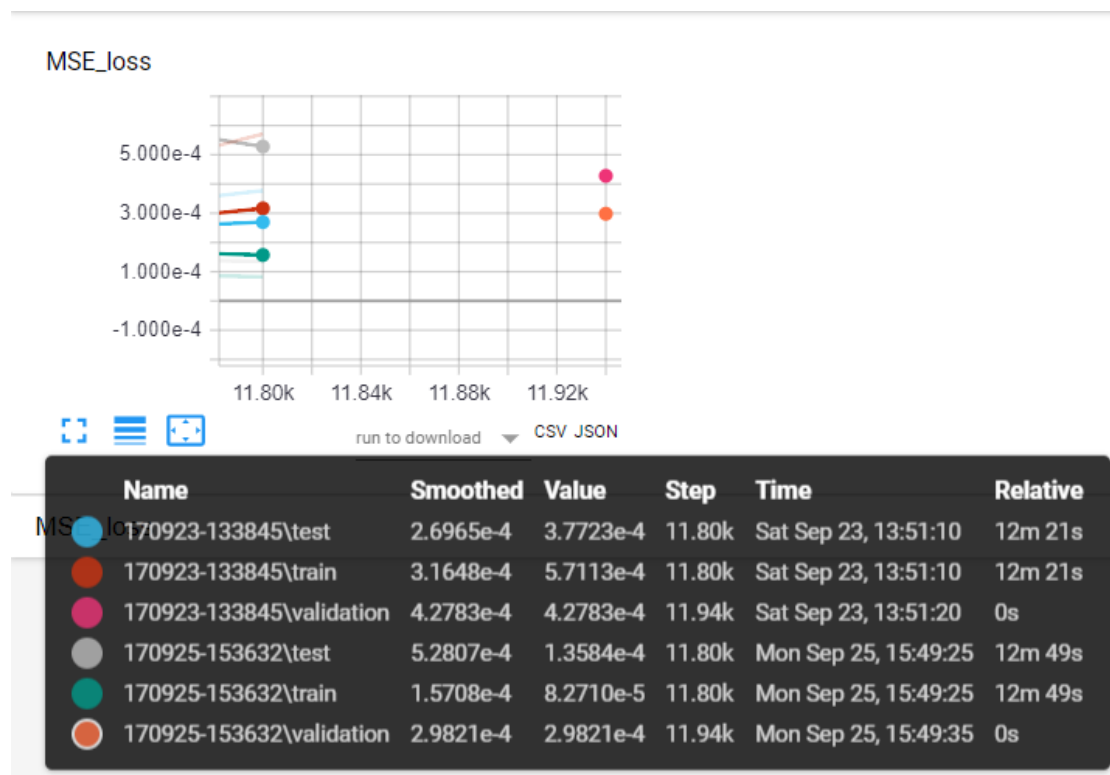 MSE_loss
5.000e-4
3.000e-4
1.000e-4
-1.000e-4
11.80k 11.84k 11.88k 11.92k
run to download CSV JSON
Name Smoothed Value Step Time Relative
MSE_loss
170923-133845\test 2.6965e-4 3.7723e-4 11.80k Sat Sep 23, 13:51:10 12m 21s
170923-133845\train 3.1648e-4 5.7113e-4 11.80k Sat Sep 23, 13:51:10 12m 21s
170923-133845\validation 4.2783e-4 4.2783e-4 11.94k Sat Sep 23, 13:51:20 0s
170925-153632\test 5.2807e-4 1.3584e-4 11.80k Mon Sep 25, 15:49:25 12m 49s
170925-153632\train 1.5708e-4 8.2710e-5 11.80k Mon Sep 25, 15:49:25 12m 49s
170925-153632\validation 2.9821e-4 2.9821e-4 11.94k Mon Sep 25, 15:49:35 0s